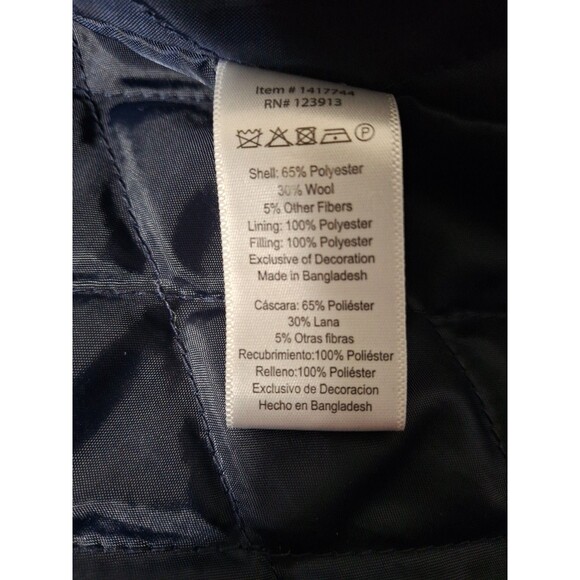 Item # 1417744
RN# 123913
P
Shell: 65% Polyester
30% Wool
5% Other Fibers
Lining: 100% Polyester
Filling: 100% Polyester
Exclusive of Decoration
Made in Bangladesh
Cáscara: 65% Poliéster
30% Lana
5% Otras fibras
Recubrimiento:100% Poliéster
Relleno:100% Poliéster
Exclusivo de Decoracion
Hecho en Bangladesh